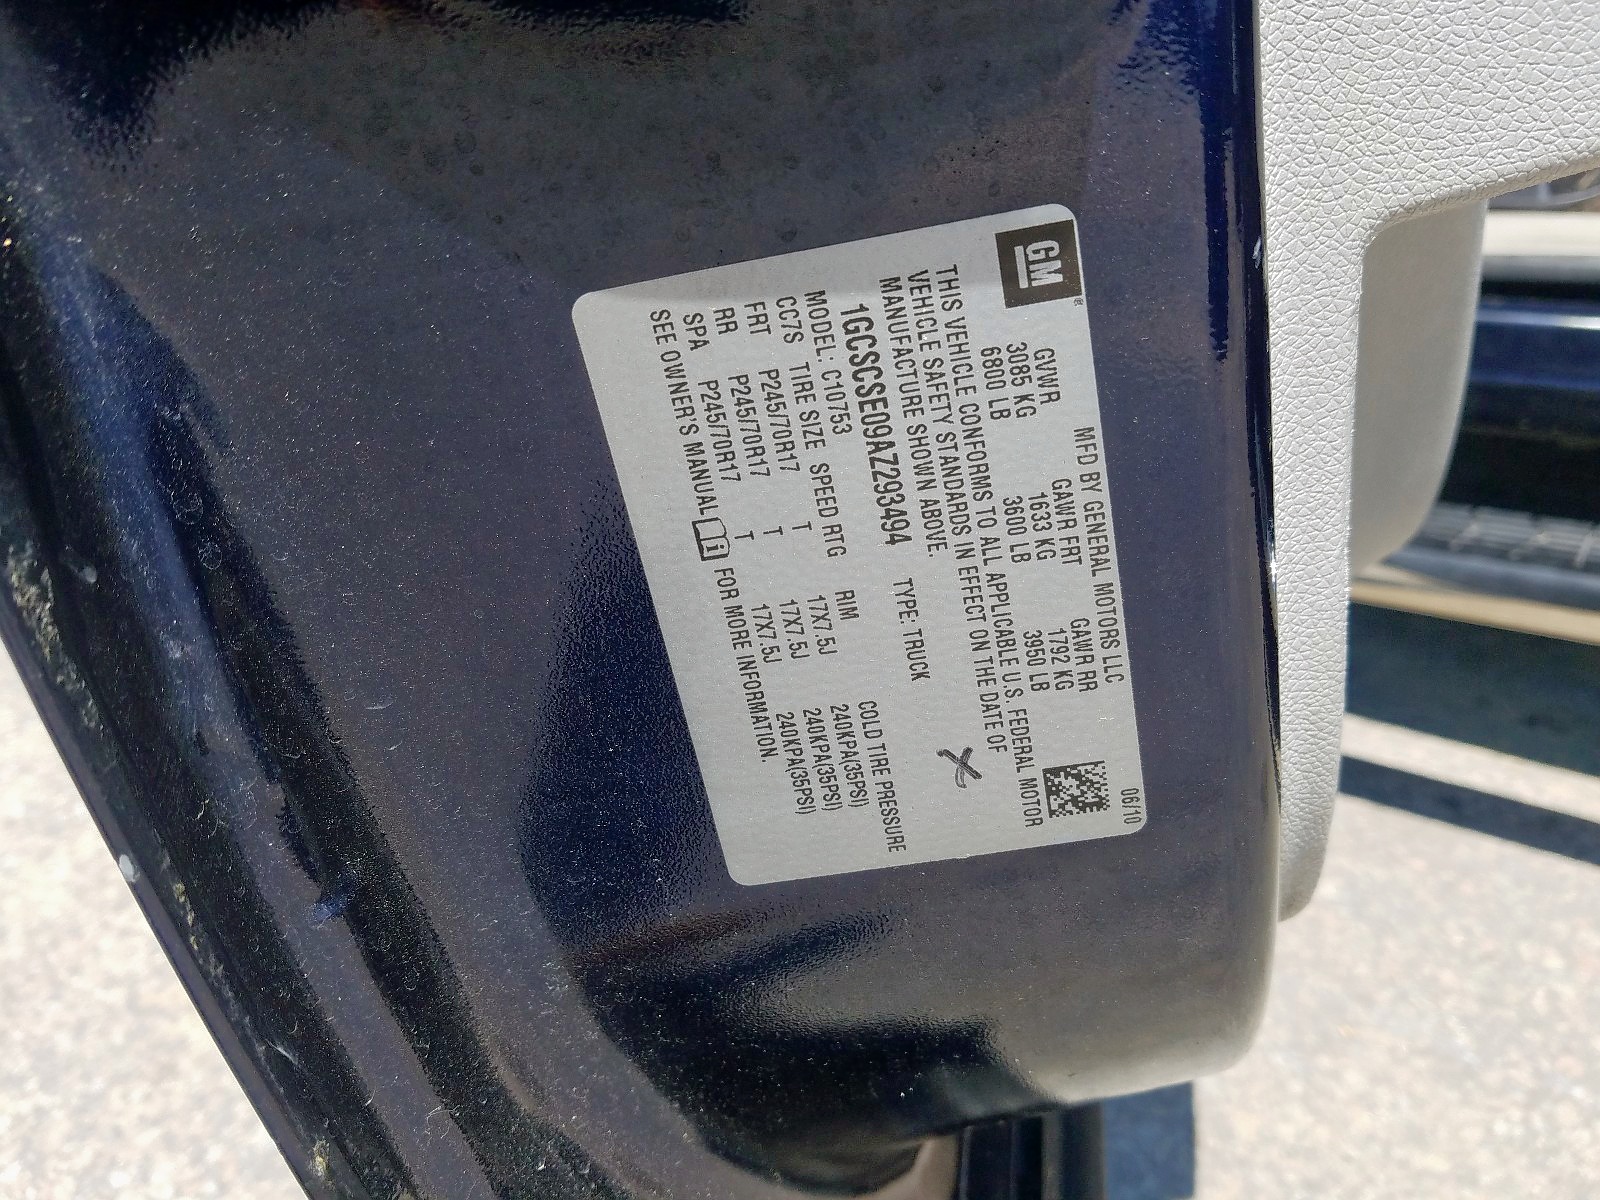 GM
MFD BY GENERAL MOTORS LLC 06/10
GVWR GAWR FRT GAWR RR
3085 KG 1633 KG 1792 KG
6800 LB 3600 LB 3950 LB
THIS VEHICLE CONFORMS TO ALL APPLICABLE U.S. FEDERAL MOTOR
VEHICLE SAFETY STANDARDS IN EFFECT ON THE DATE OF
MANUFACTURE SHOWN ABOVE.
1GCSCSE09AZ293494 TYPE: TRUCK
X
MODEL: C10753
CC7S TIRE SIZE SPEED RTG RIM COLD TIRE PRESSURE
FRT P245/70R17 T 17X7.5J 240KPA(35PSI)
RR P245/70R17 T 17X7.5J 240KPA(35PSI)
SPA P245/70R17 T 17X7.5J 240KPA(35PSI)
SEE OWNER'S MANUAL FOR MORE INFORMATION.